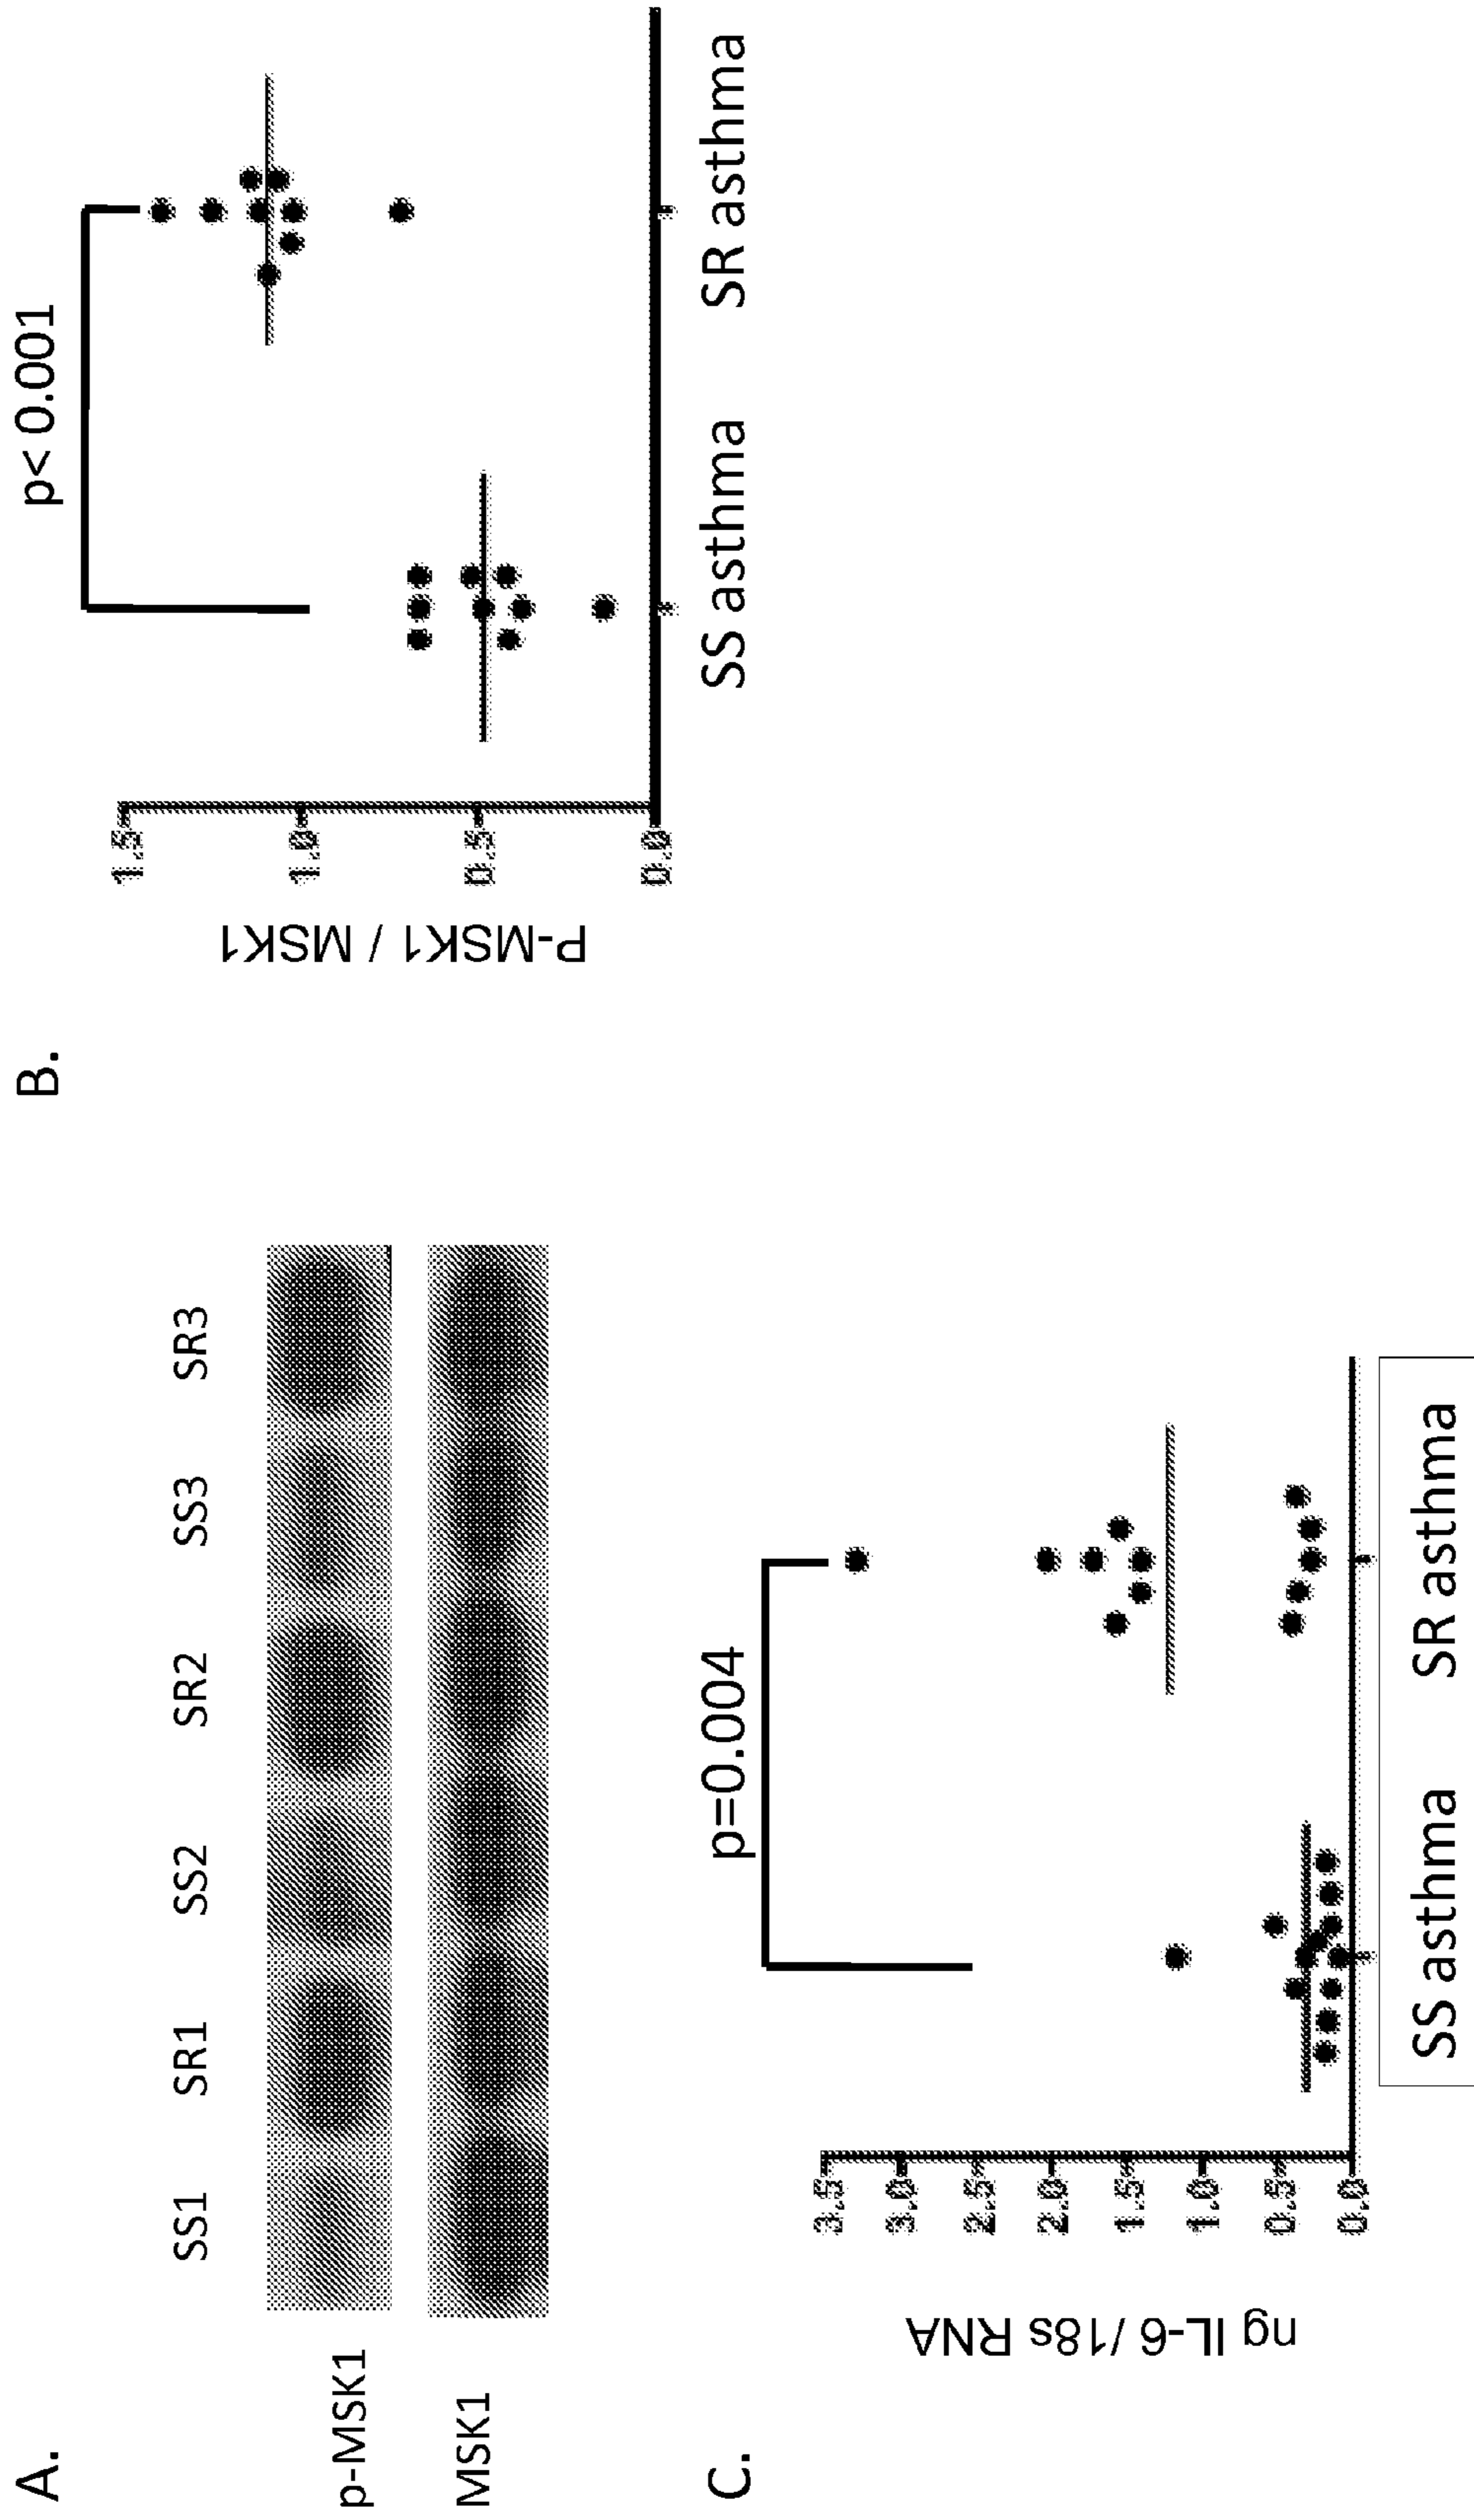 A.
SS1 SR1 SS2 SR2 SS3 SR3
p-MSK1
MSK1
B.
p< 0.001
P-MSK1 / MSK1
1.5
1.0
0.5
0.0
SS asthma SR asthma
C.
p=0.004
ng IL-6 / 18s RNA
3.5
3.0
2.5
2.0
1.5
1.0
0.5
0.0
SS asthma SR asthma